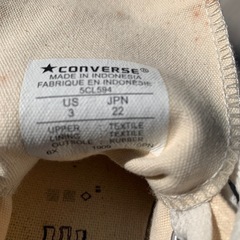 ★CONVERSE®
MADE IN INDONESIA
FABRIQUE EN INDONESIE
5CL594
US JPN
3 22
UPPER : TEXTILE
LINING : TEXTILE
OUTSOLE : RUBBER